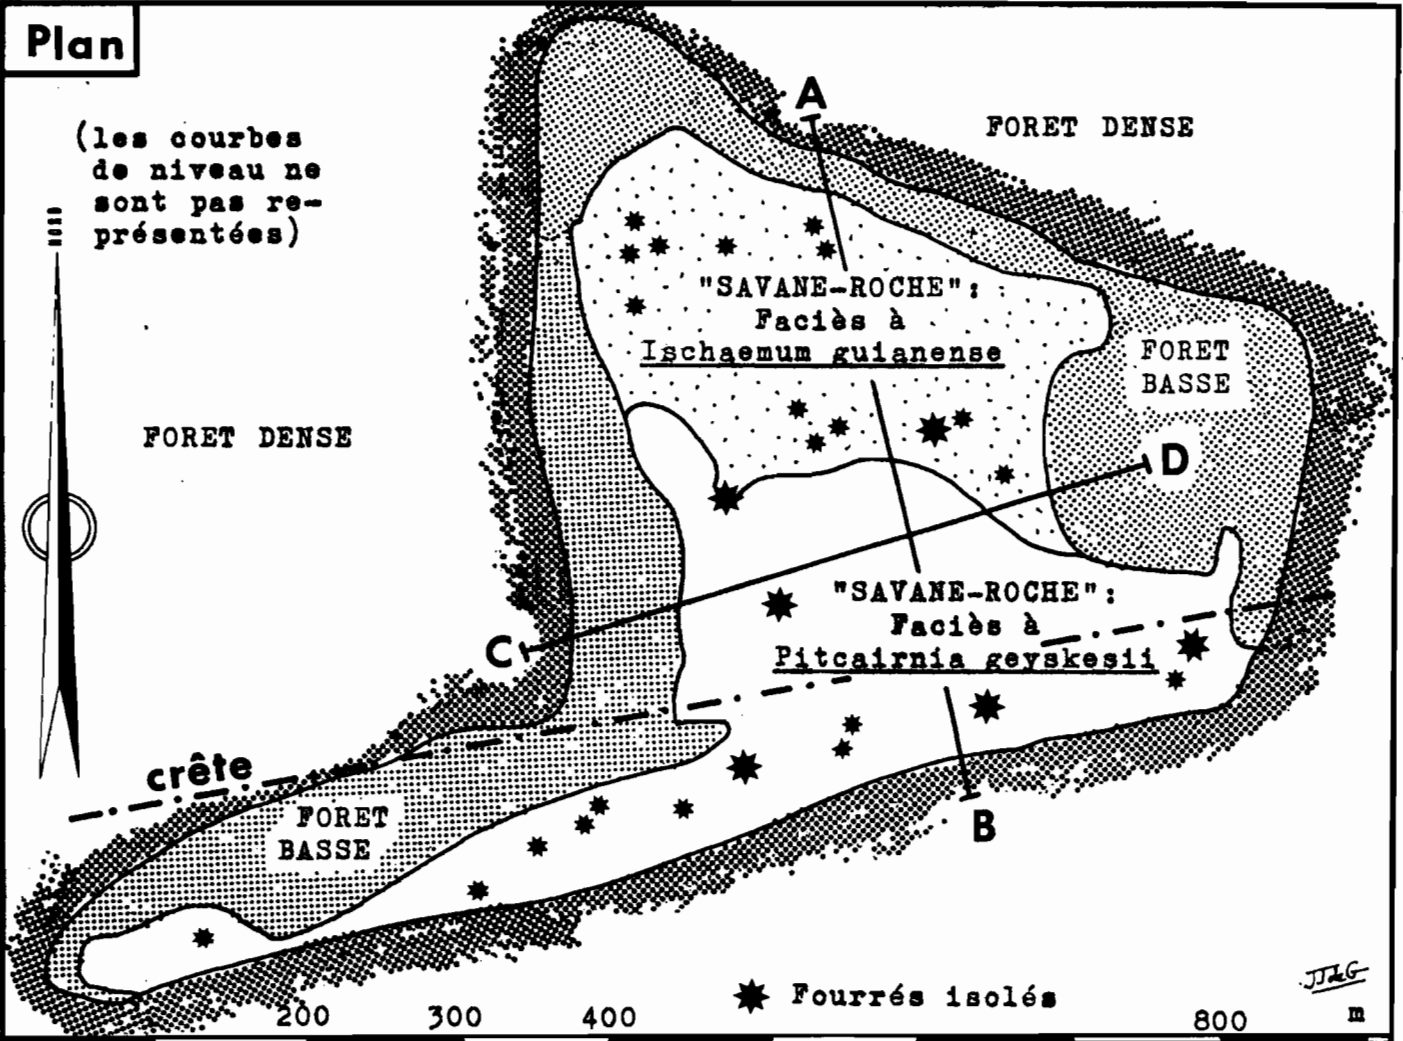 Plan
(les courbes
de niveau ne
sont pas re-
présentées)
A
FORET DENSE
"SAVANE-ROCHE":
Faciès à
Ischaemum guianense
FORET
BASSE
FORET DENSE
D
"SAVANE-ROCHE":
Faciès à
Pitcairnia geyskesii
C
crête
FORET
BASSE
B
Fourrés isolés
JJdeG
200 300 400 800 m